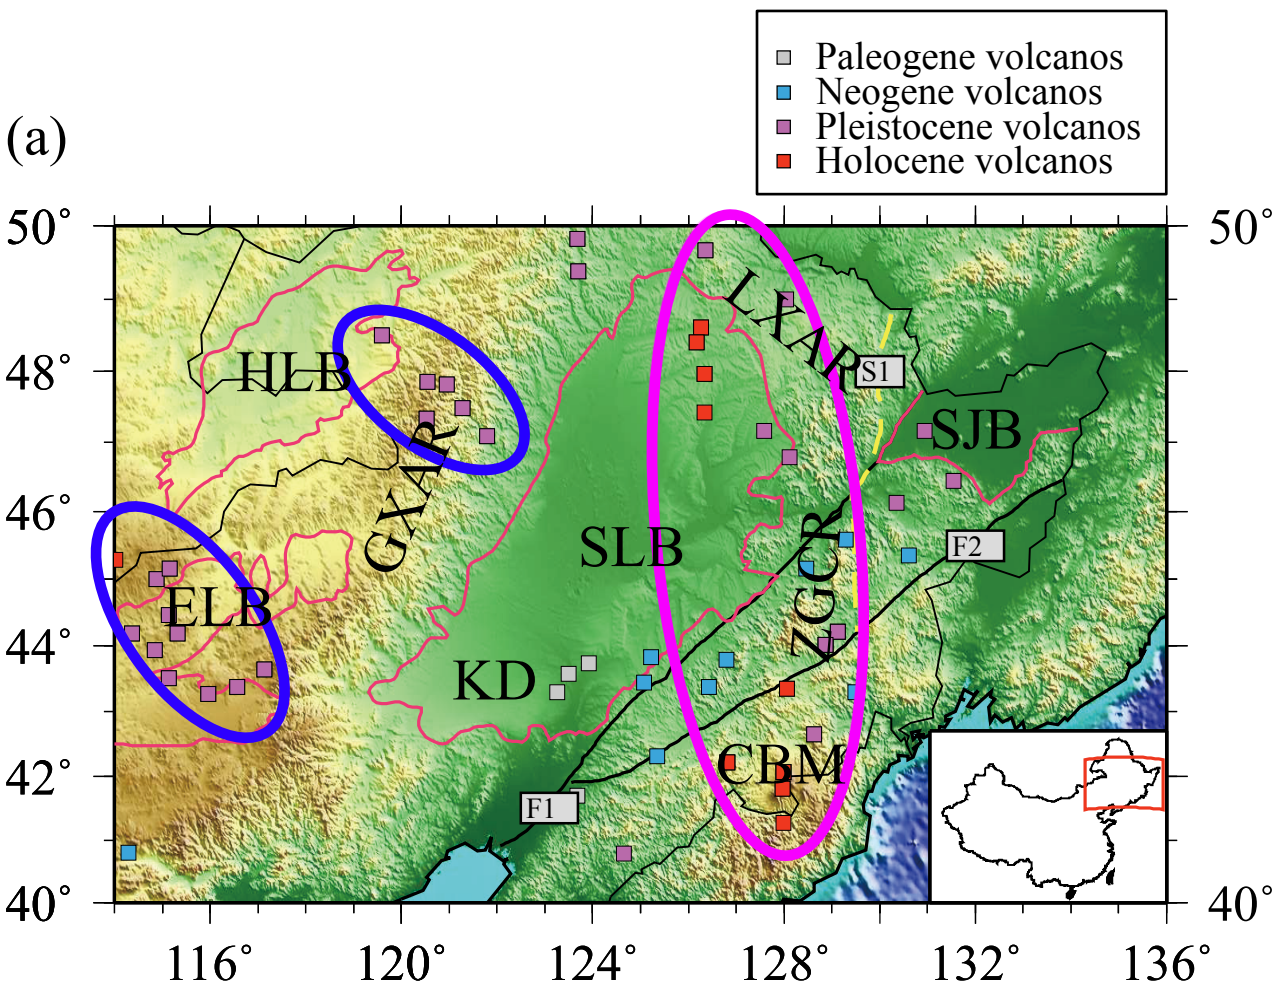 Paleogene volcanos
Neogene volcanos
Pleistocene volcanos
Holocene volcanos
(a)
50°
50°
LXAR
HLB
48°
S1
SJB
GXAR
46°
SLB
F2
ZGCR
ELB
44°
KD
42°
CBM
F1
40°
40°
116°
120°
124°
128°
132°
136°